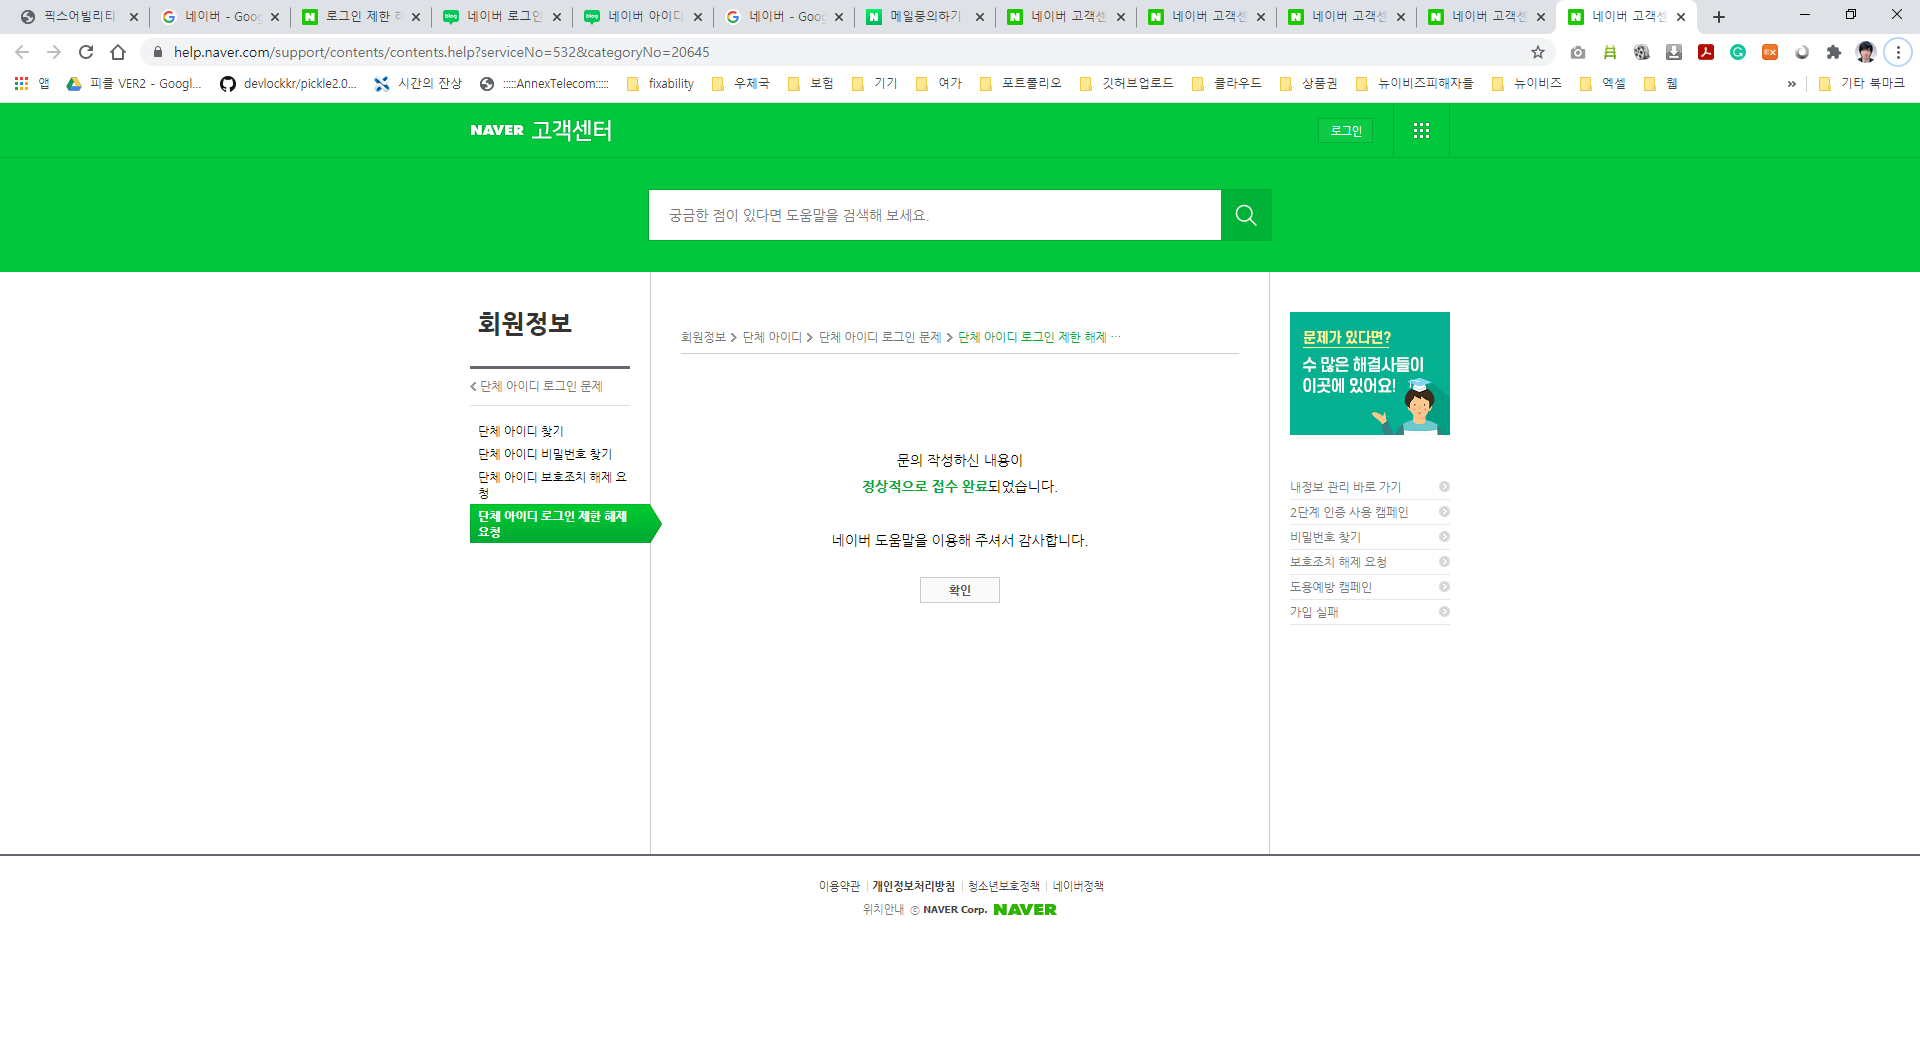 픽스어빌리티
네이버 - Goog
로그인 제한 해
네이버 로그인
네이버 아이디
네이버 - Goog
메일뭉의하기
네이버 고객센
네이버 고객센
네이버 고객센
네이버 고객센
네이버 고객센
help.naver.com/support/contents/contents.help?serviceNo=532&categoryNo=20645
앱
피클 VER2 - Googl...
devlockkr/pickle2.0...
시간의 잔상
:::::AnnexTelecom:::::
fixability
우체국
보험
기기
여가
포트폴리오
깃허브업로드
클라우드
상품권
뉴이비즈피해자들
뉴이비즈
엑셀
웹
»
기타 북마크
NAVER 고객센터
로그인
궁금한 점이 있다면 도움말을 검색해 보세요.
회원정보
단체 아이디 로그인 문제
단체 아이디 찾기
단체 아이디 비밀번호 찾기
단체 아이디 보호조치 해제 요
청
단체 아이디 로그인 제한 해제
요청
회원정보 > 단체 아이디 > 단체 아이디 로그인 문제 > 단체 아이디 로그인 제한 해제 ···
문의 작성하신 내용이
정상적으로 접수 완료되었습니다.
네이버 도움말을 이용해 주셔서 감사합니다.
확인
문제가 있다면?
수 많은 해결사들이
이곳에 있어요!
내정보 관리 바로 가기
2단계 인증 사용 캠페인
비밀번호 찾기
보호조치 해제 요청
도용예방 캠페인
가입 실패
이용약관 | 개인정보처리방침 | 청소년보호정책 | 네이버정책
위치안내 ⓒ NAVER Corp. NAVER